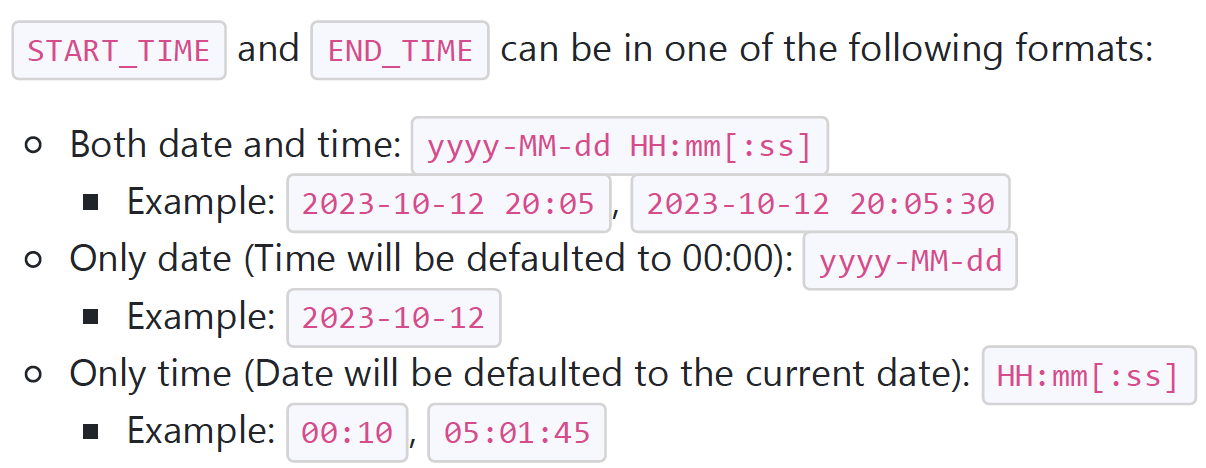 START_TIME and END_TIME can be in one of the following formats:
Both date and time: yyyy-MM-dd HH:mm[:ss]
Example: 2023-10-12 20:05, 2023-10-12 20:05:30
Only date (Time will be defaulted to 00:00): yyyy-MM-dd
Example: 2023-10-12
Only time (Date will be defaulted to the current date): HH:mm[:ss]
Example: 00:10, 05:01:45